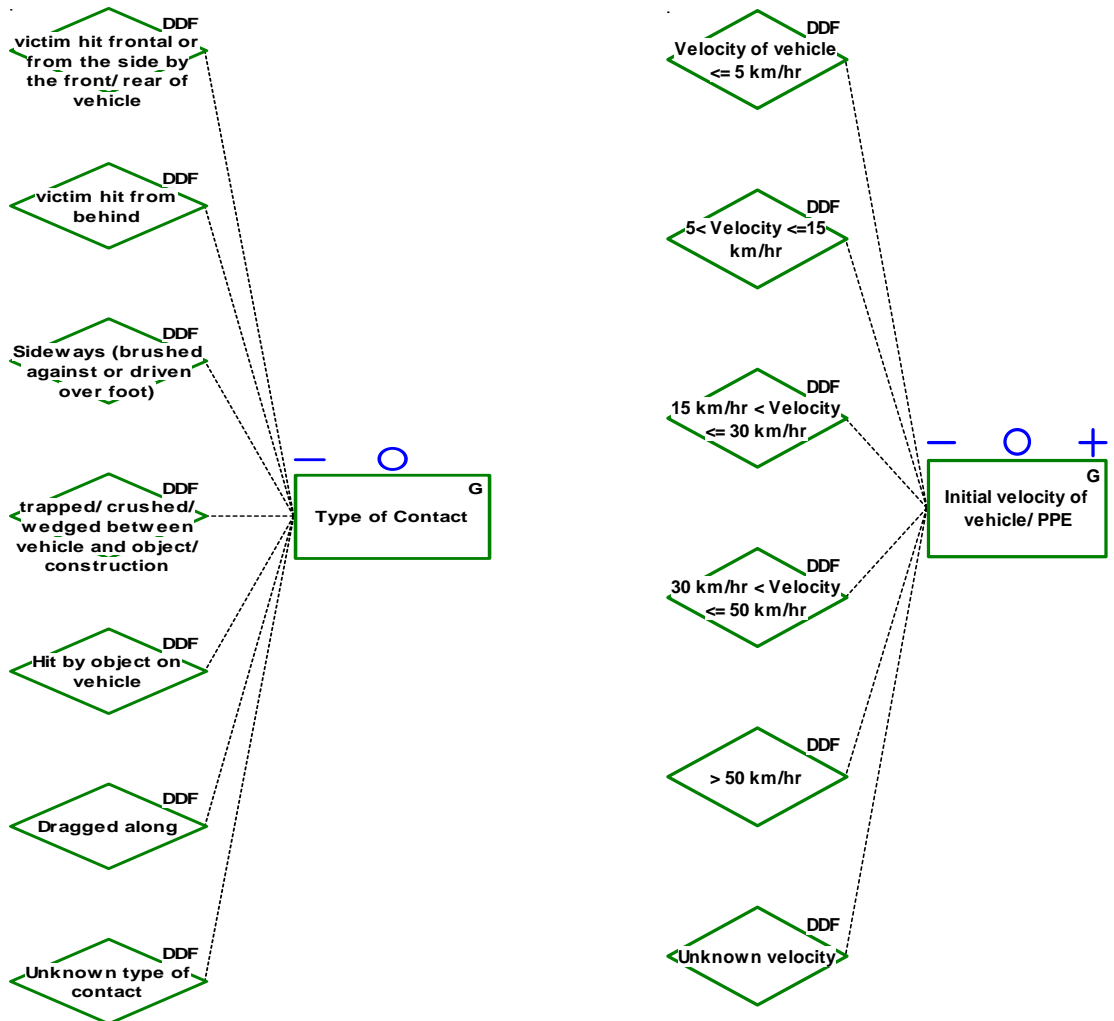 DDF
victim hit frontal or
from the side by
the front/ rear of
vehicle
DDF
victim hit from
behind
DDF
Sideways (brushed
against or driven
over foot)
DDF
trapped/ crushed/
wedged between
vehicle and object/
construction
DDF
Hit by object on
vehicle
DDF
Dragged along
DDF
Unknown type of
contact
G
Type of Contact
DDF
Velocity of vehicle
<= 5 km/hr
DDF
5< Velocity <=15
km/hr
DDF
15 km/hr < Velocity
<= 30 km/hr
DDF
30 km/hr < Velocity
<= 50 km/hr
DDF
> 50 km/hr
DDF
Unknown velocity
G
Initial velocity of
vehicle/ PPE